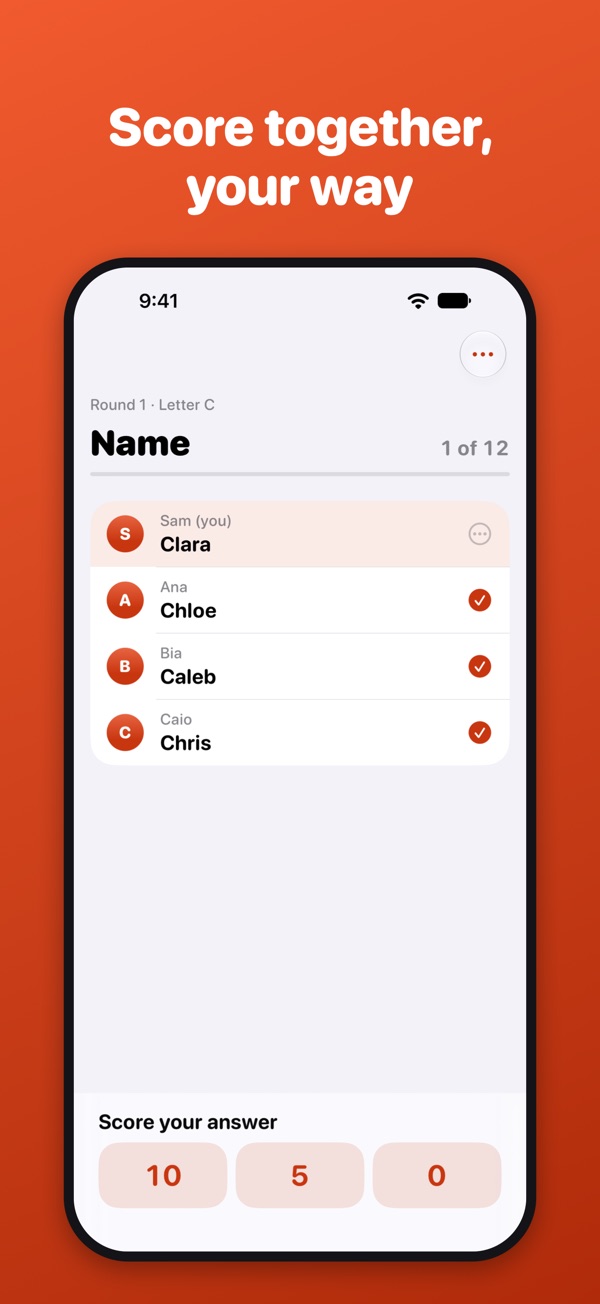 Score together,
your way
9:41
Round 1 · Letter C
Name
1 of 12
S
Sam (you)
Clara
A
Ana
Chloe
B
Bia
Caleb
C
Caio
Chris
Score your answer
10
5
0